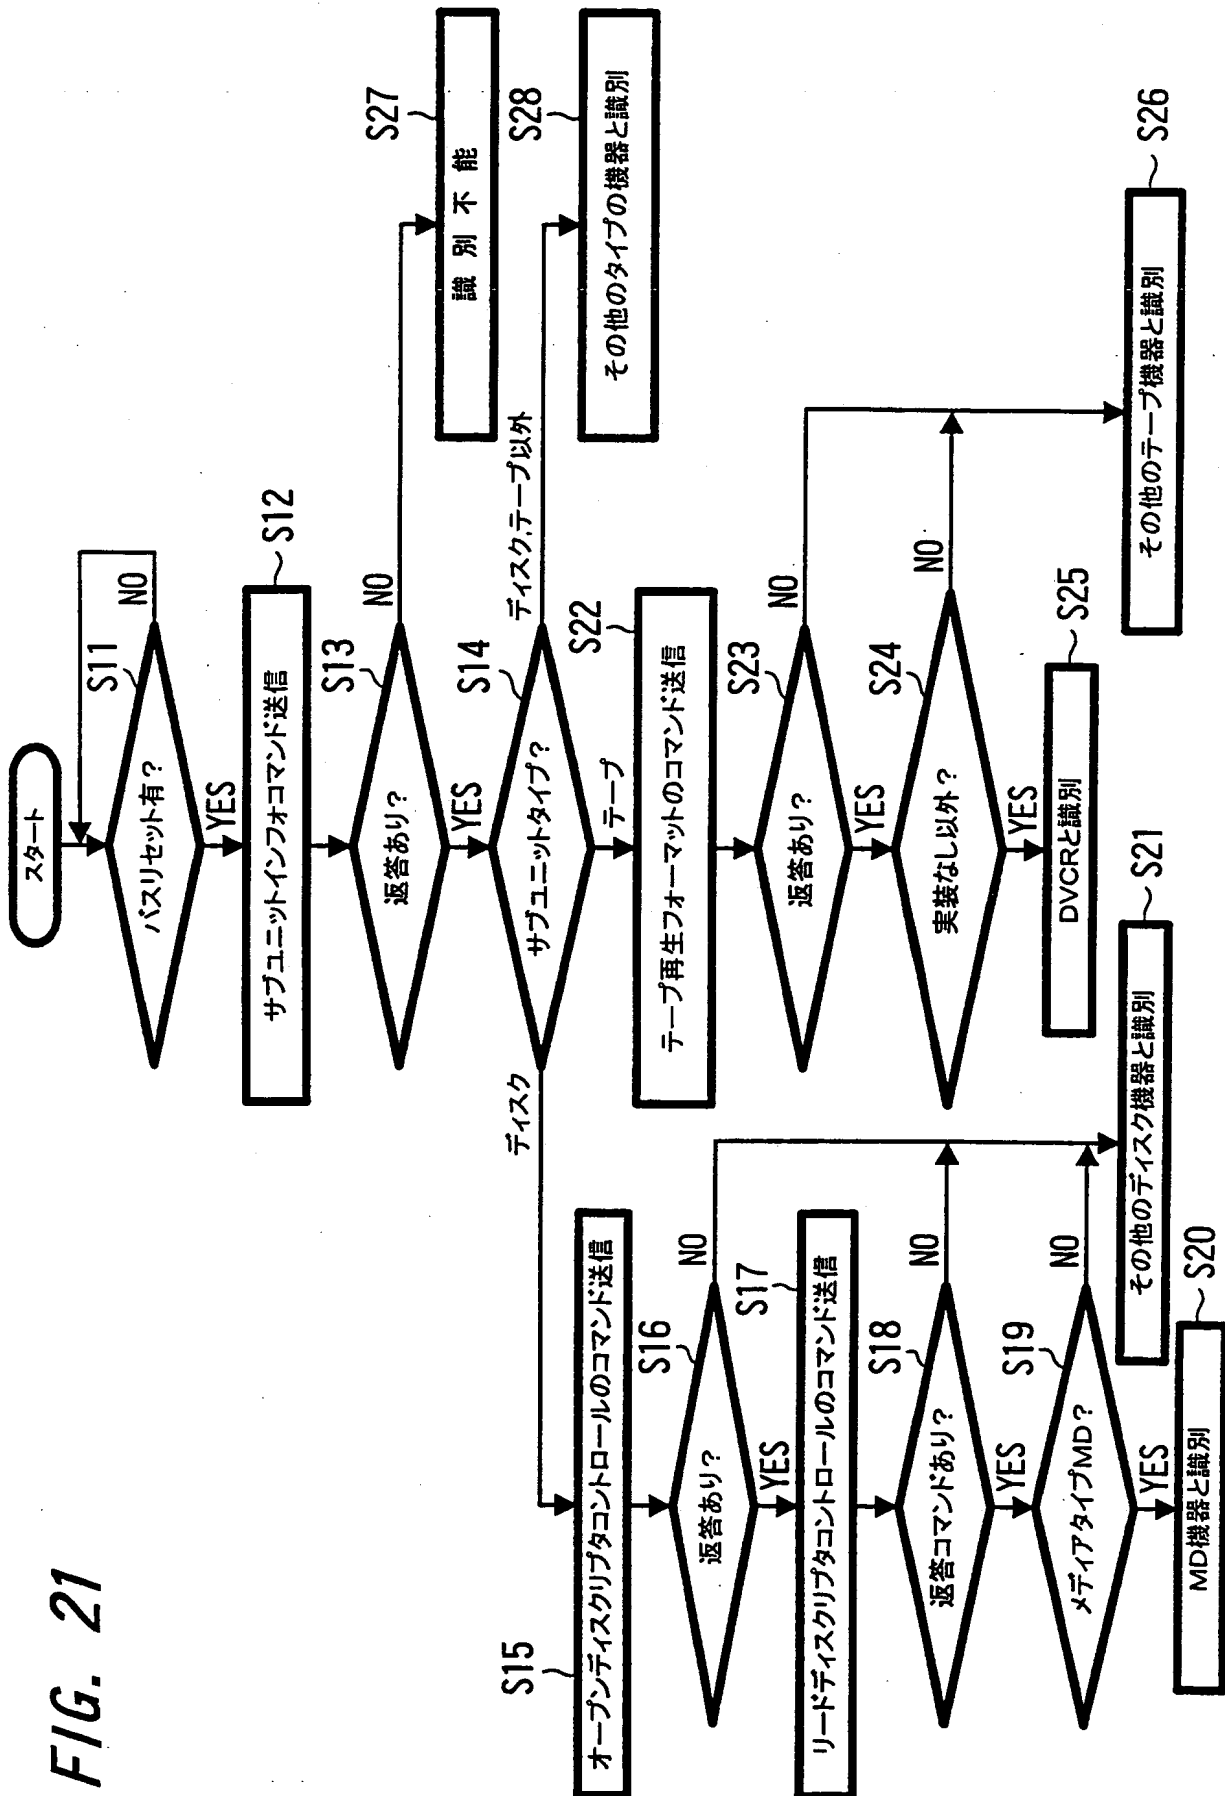 FIG. 21
スタート
バスリセット有?
S11
NO
YES
サブユニットインフォコマンド送信
S12
返答あり?
S13
NO
YES
識別不能
S27
サブユニットタイプ?
S14
ディスク
テープ
ディスク,テープ以外
その他のタイプの機器と識別
S28
オープンディスクリプタコントロールのコマンド送信
S15
返答あり?
S16
NO
YES
リードディスクリプタコントロールのコマンド送信
S17
返答コマンドあり?
S18
NO
YES
メディアタイプMD?
S19
NO
YES
MD機器と識別
S20
その他のディスク機器と識別
S21
テープ再生フォーマットのコマンド送信
S22
返答あり?
S23
NO
YES
実装なし以外?
S24
NO
YES
DVCRと識別
S25
その他のテープ機器と識別
S26